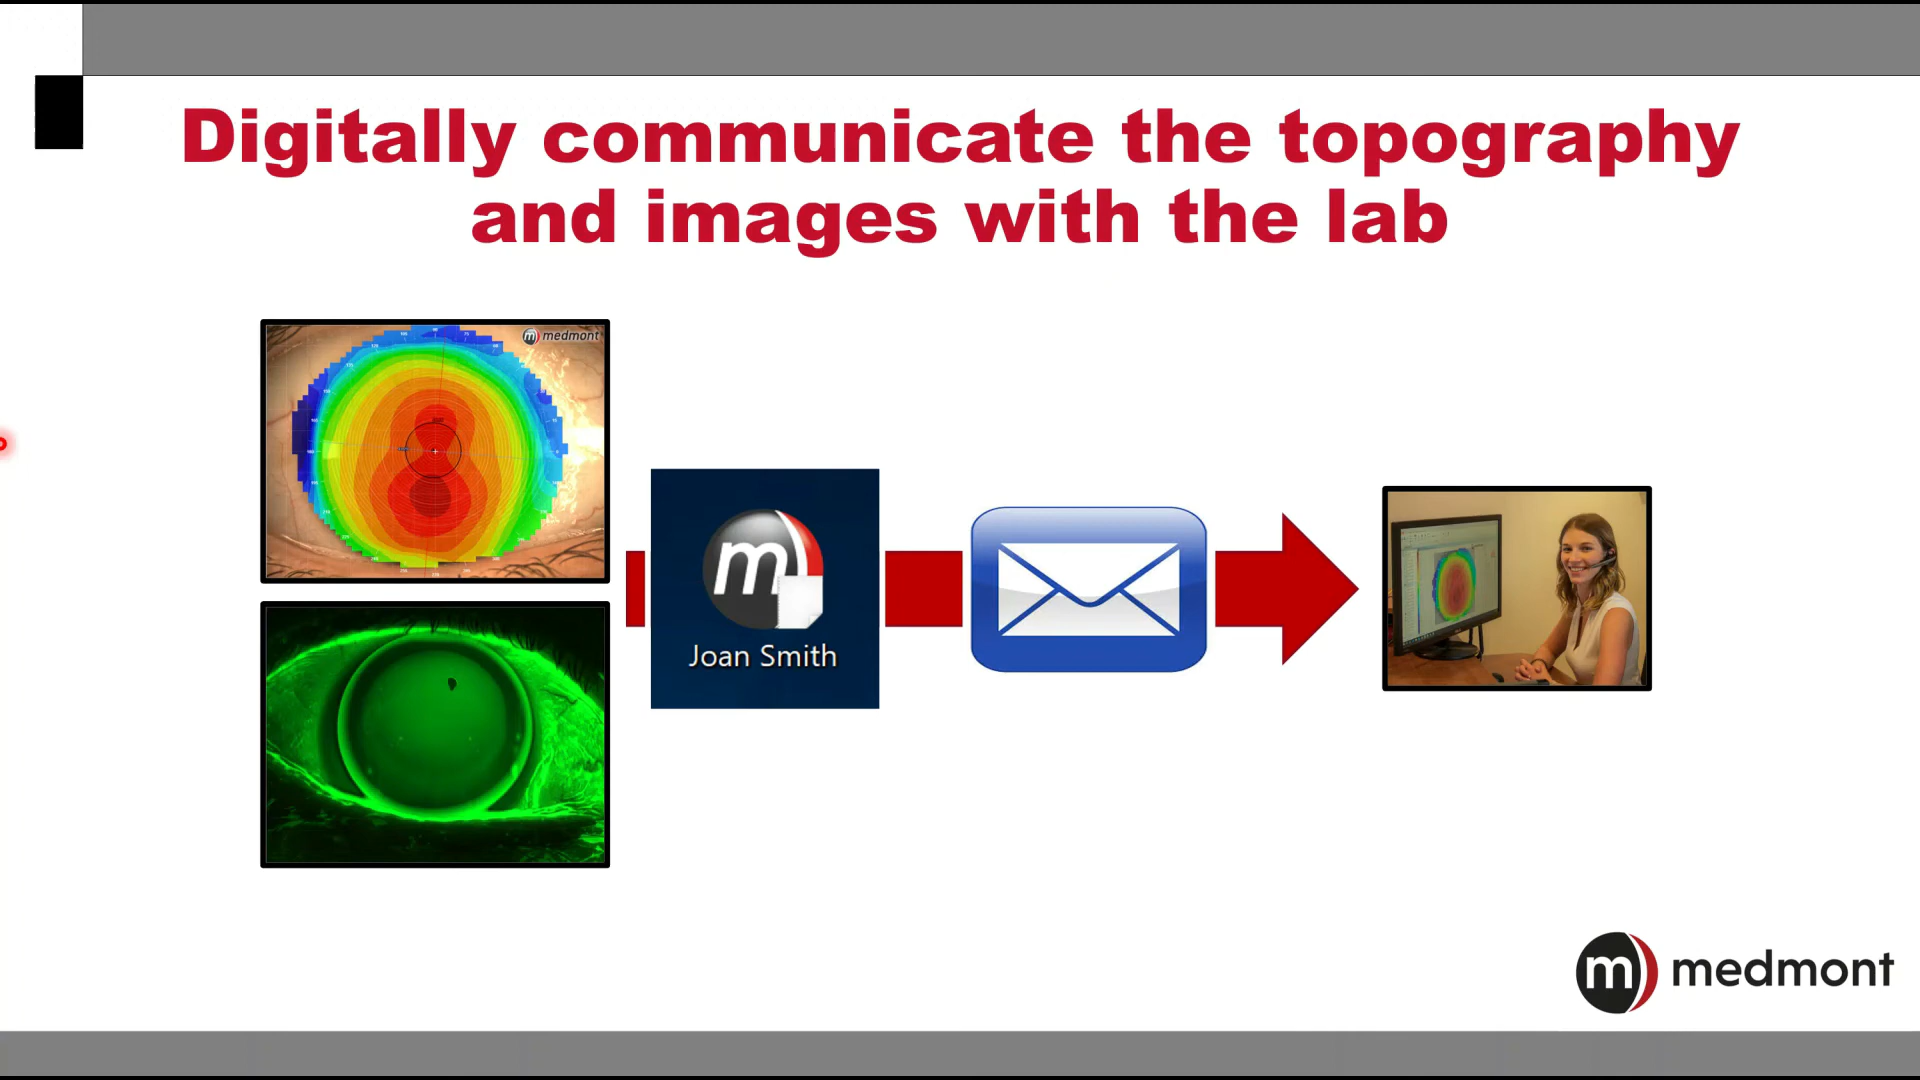 Digitally communicate the topography
and images with the lab
m medmont
m
Joan Smith
m medmont